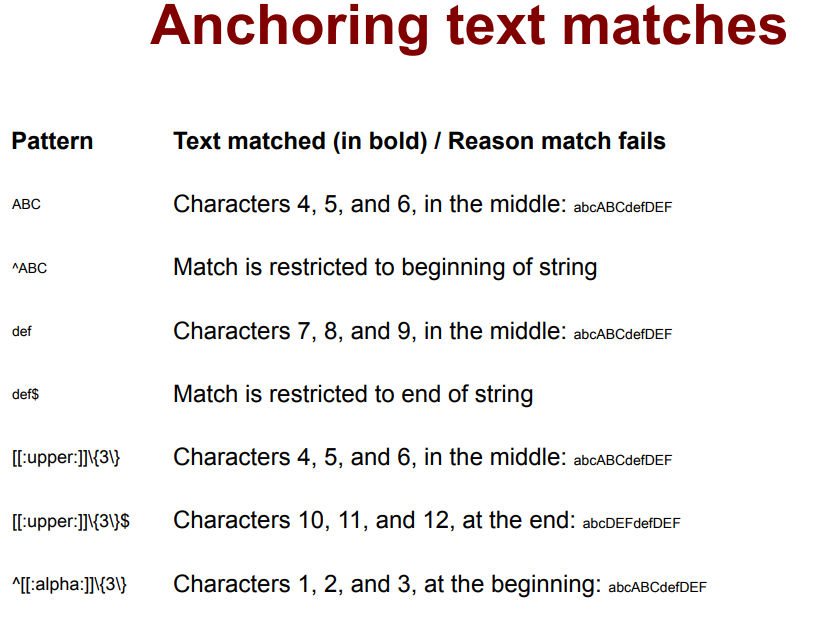 Anchoring text matches
Pattern Text matched (in bold) / Reason match fails
ABC Characters 4, 5, and 6, in the middle: abcABCdefDEF
^ABC Match is restricted to beginning of string
def Characters 7, 8, and 9, in the middle: abcABCdefDEF
def$ Match is restricted to end of string
[[:upper:]]\{3\} Characters 4, 5, and 6, in the middle: abcABCdefDEF
[[:upper:]]\{3\}$ Characters 10, 11, and 12, at the end: abcDEFdefDEF
^[[:alpha:]]\{3\} Characters 1, 2, and 3, at the beginning: abcABCdefDEF